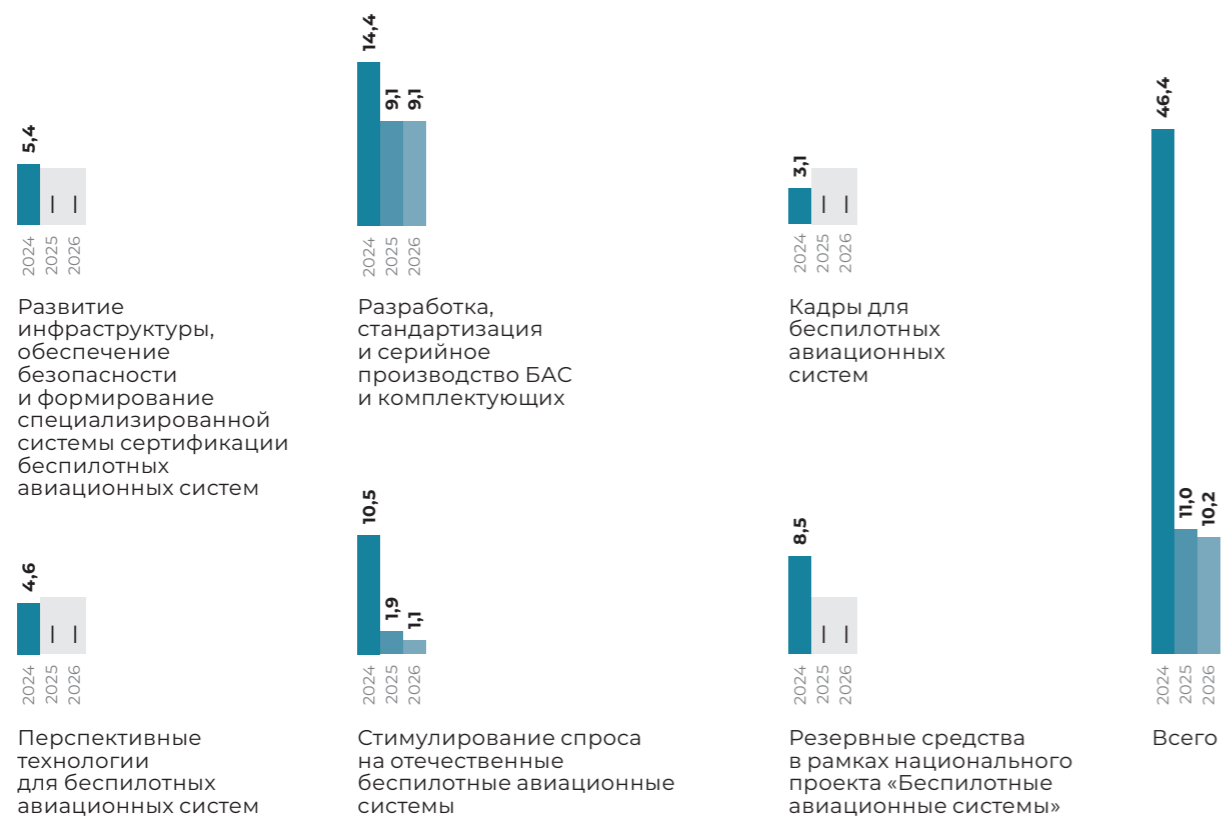 5,4
— —
2024 2025 2026
Развитие
инфраструктуры,
обеспечение
безопасности
и формирование
специализированной
системы сертификации
беспилотных
авиационных систем
14,4 9,1 9,1
2024 2025 2026
Разработка,
стандартизация
и серийное
производство БАС
и комплектующих
3,1
— —
2024 2025 2026
Кадры для
беспилотных
авиационных
систем
4,6
— —
2024 2025 2026
Перспективные
технологии
для беспилотных
авиационных систем
10,5 1,9 1,1
2024 2025 2026
Стимулирование спроса
на отечественные
беспилотные авиационные
системы
8,5
— —
2024 2025 2026
Резервные средства
в рамках национального
проекта «Беспилотные
авиационные системы»
46,4 11,0 10,2
2024 2025 2026
Всего